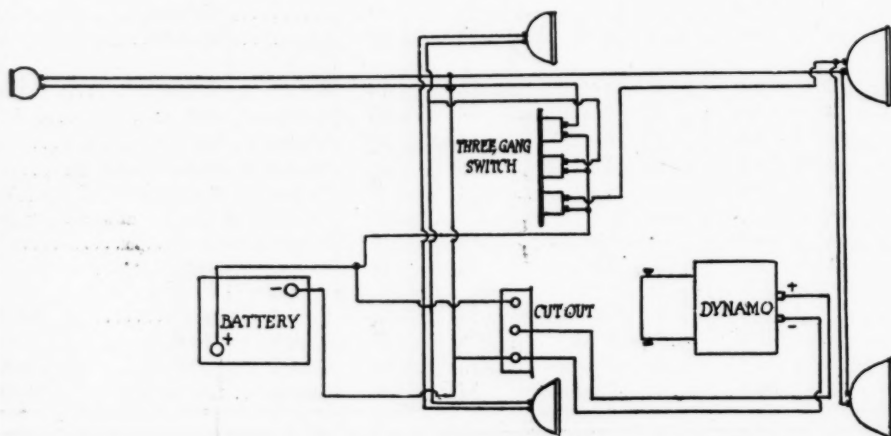 THREE GANG
SWITCH
-
BATTERY
+
CUT OUT
DYNAMO
+
-